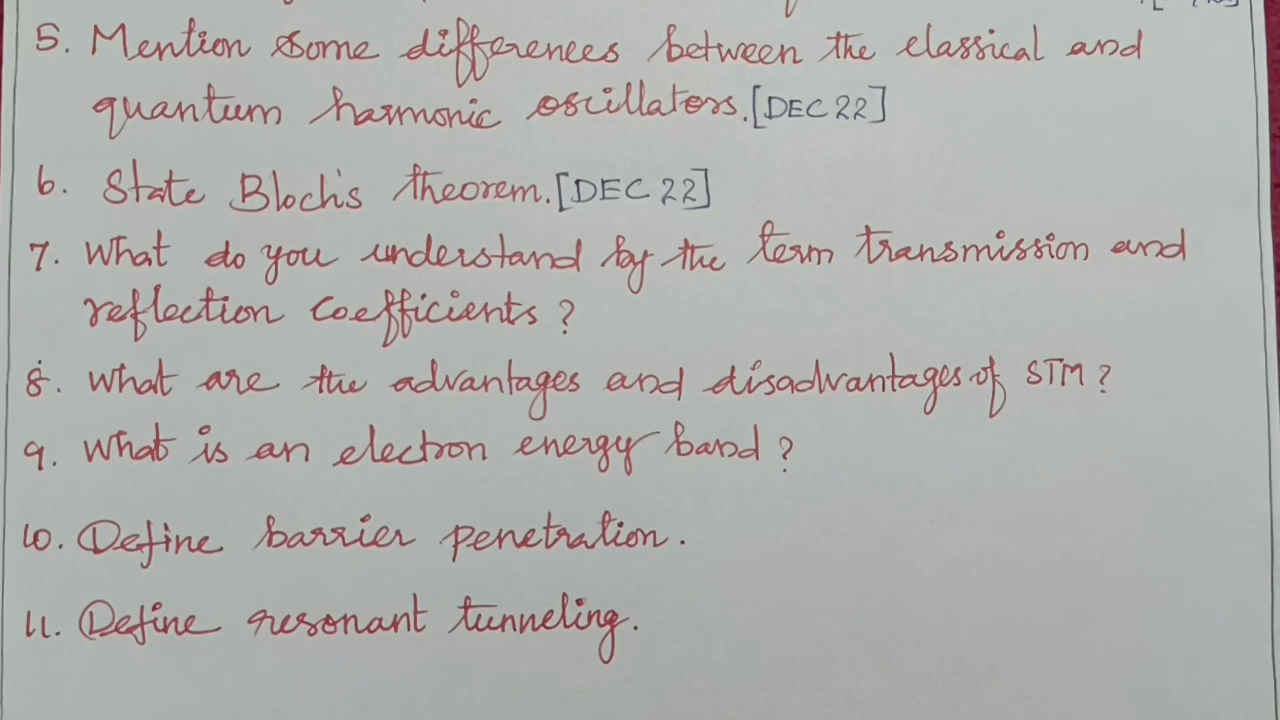 5. Mention some differences between the classical and
quantum harmonic oscillators.[DEC 22]
6. State Bloch's theorem.[DEC 22]
7. What do you understand by the term transmission and
reflection coefficients?
8. What are the advantages and disadvantages of STM?
9. What is an electron energy band?
10. Define barrier penetration.
11. Define resonant tunneling.